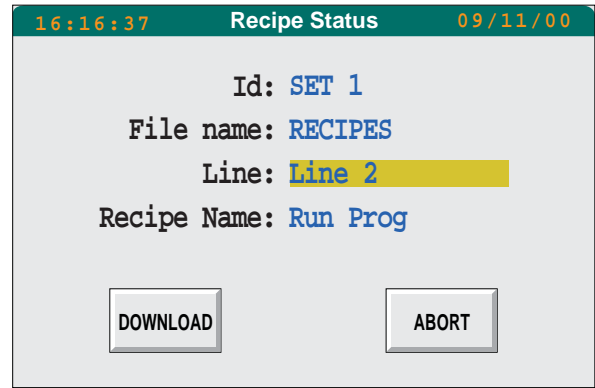 16:16:37 Recipe Status 09/11/00
Id: SET 1
File name: RECIPES
Line: Line 2
Recipe Name: Run Prog
DOWNLOAD ABORT